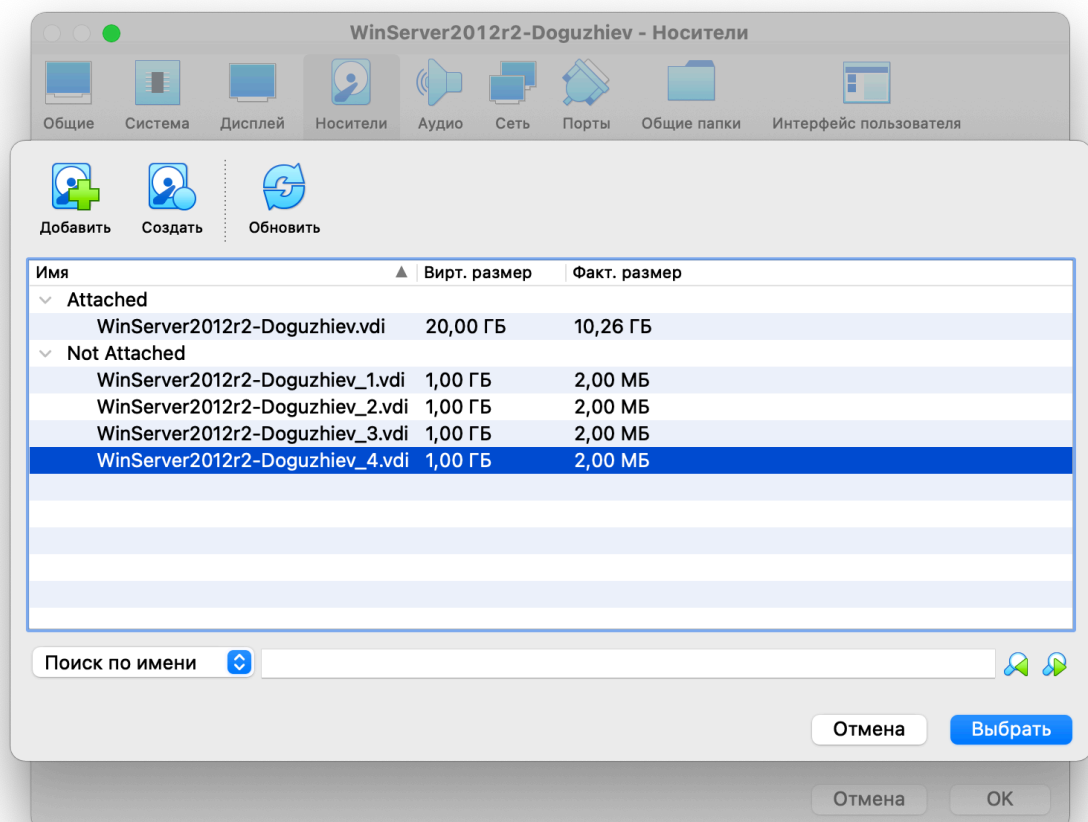 WinServer2012r2-Doguzhiev - Носители
Общие Система Дисплей Носители Аудио Сеть Порты Общие папки Интерфейс пользователя
Добавить Создать Обновить
Имя Вирт. размер Факт. размер
Attached
WinServer2012r2-Doguzhiev.vdi 20,00 ГБ 10,26 ГБ
Not Attached
WinServer2012r2-Doguzhiev_1.vdi 1,00 ГБ 2,00 МБ
WinServer2012r2-Doguzhiev_2.vdi 1,00 ГБ 2,00 МБ
WinServer2012r2-Doguzhiev_3.vdi 1,00 ГБ 2,00 МБ
WinServer2012r2-Doguzhiev_4.vdi 1,00 ГБ 2,00 МБ
Поиск по имени
Отмена Выбрать
Отмена OK